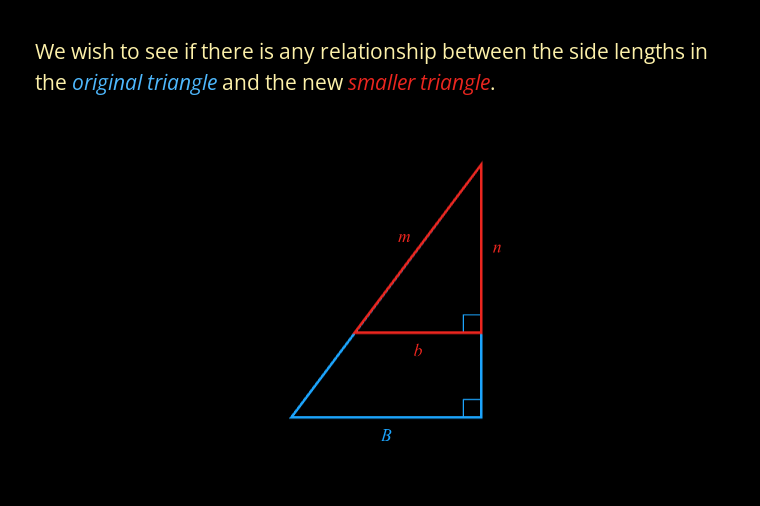 We wish to see if there is any relationship between the side lengths in
the original triangle and the new smaller triangle.
m
n
b
B